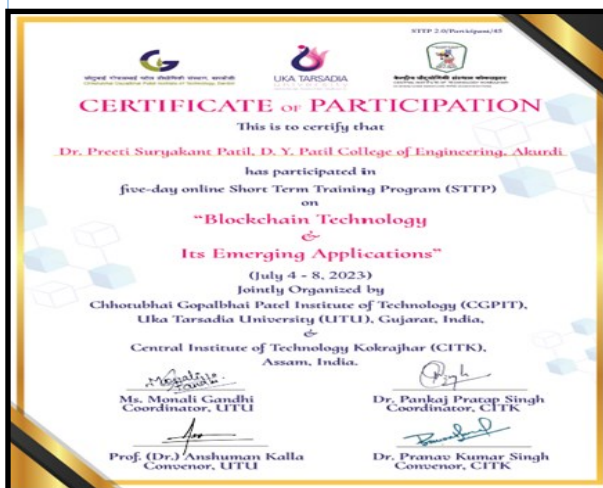 STTP 2.0/Participant/45
UKA TARSADIA
CERTIFICATE OF PARTICIPATION
This is to certify that
Dr. Preeti Suryakant Patil, D. Y. Patil College of Engineering, Akurdi
has participated in
five-day online Short Term Training Program (STTP)
on
“Blockchain Technology
&
Its Emerging Applications”
(July 4 - 8, 2023)
Jointly Organized by
Chhotubhai Gopalbhai Patel Institute of Technology (CGPIT),
Uka Tarsadia University (UTU), Gujarat, India,
&
Central Institute of Technology Kokrajhar (CITK),
Assam, India.
Ms. Monali Gandhi
Coordinator, UTU
Dr. Pankaj Pratap Singh
Coordinator, CITK
Prof. (Dr.) Anshuman Kalla
Convenor, UTU
Dr. Pranav Kumar Singh
Convenor, CITK